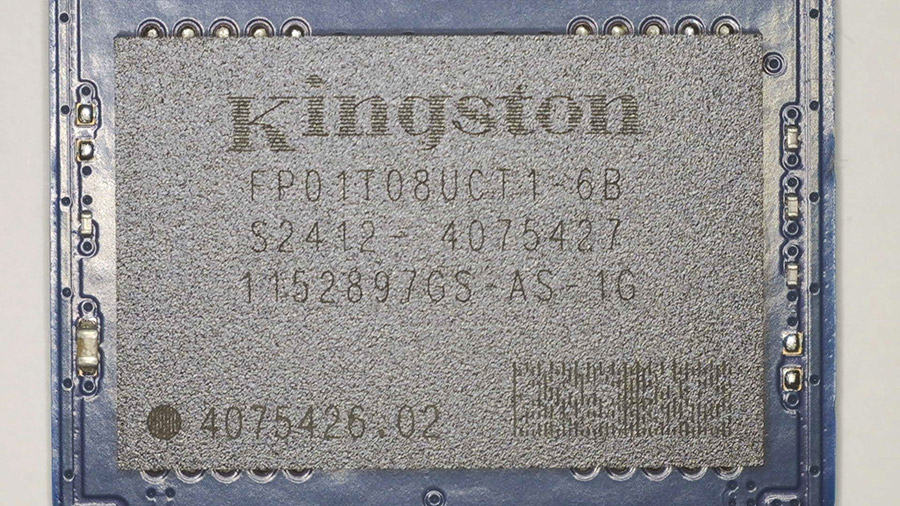 Kingston
FP01T08UCT1-6B
S2412- 4075427
1152897GS-AS-1G
4075426.02